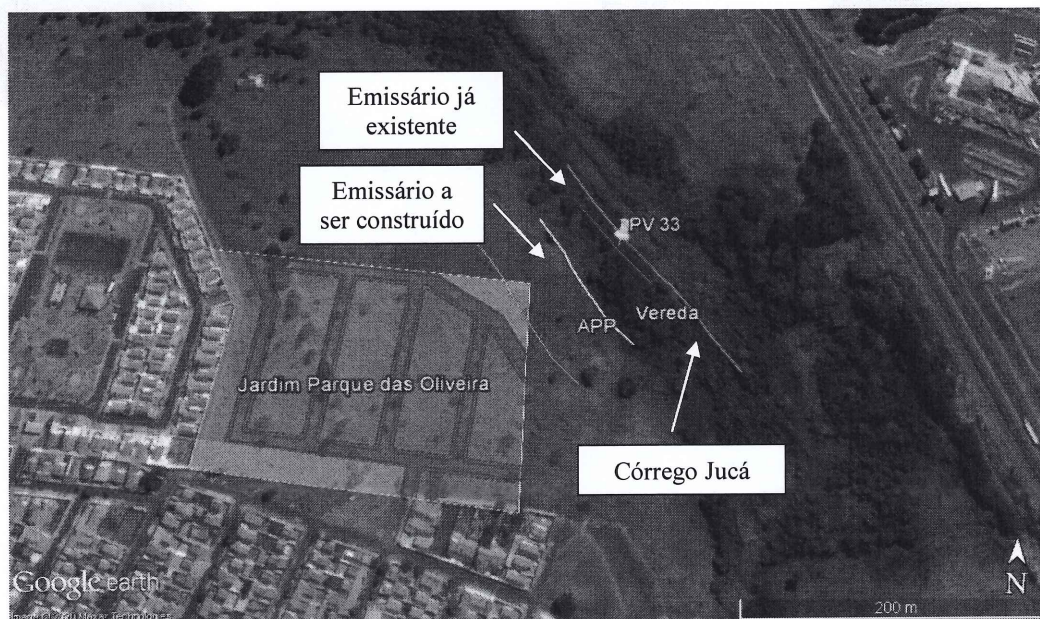 Emissário já
existente
Emissário a
ser construído
PV 33
Vereda
APP
Jardim Parque das Oliveira
Córrego Jucá
N
Google earth
200 m